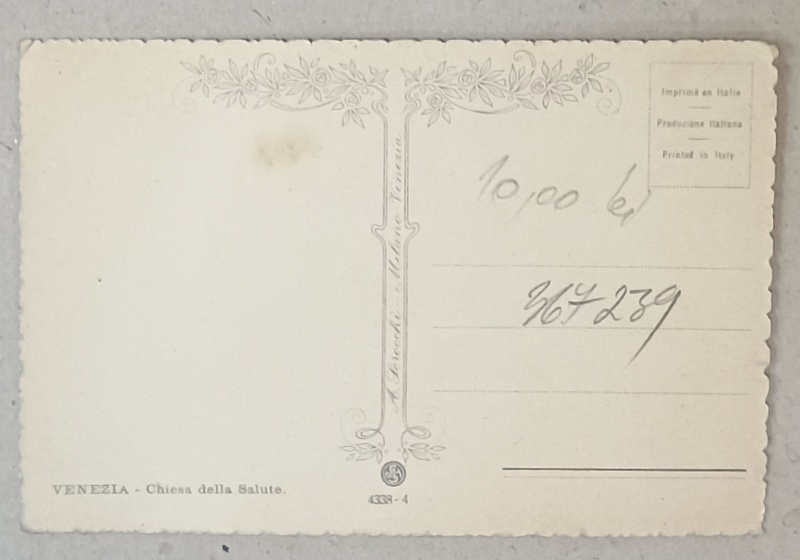 Imprimé en Italie
Produzione Italiana
Printed in Italy
10,00 lei
367239
A. Scrocchi - Milano Venezia
VENEZIA - Chiesa della Salute.
4338-4